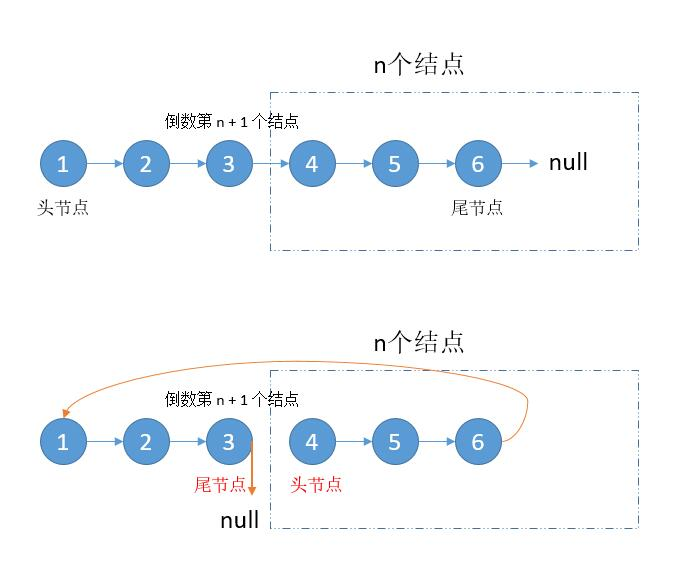 n个结点
倒数第 n + 1 个结点
1 2 3 4 5 6 null
头节点 尾节点
n个结点
倒数第 n + 1 个结点
1 2 3 4 5 6
尾节点 头节点
null